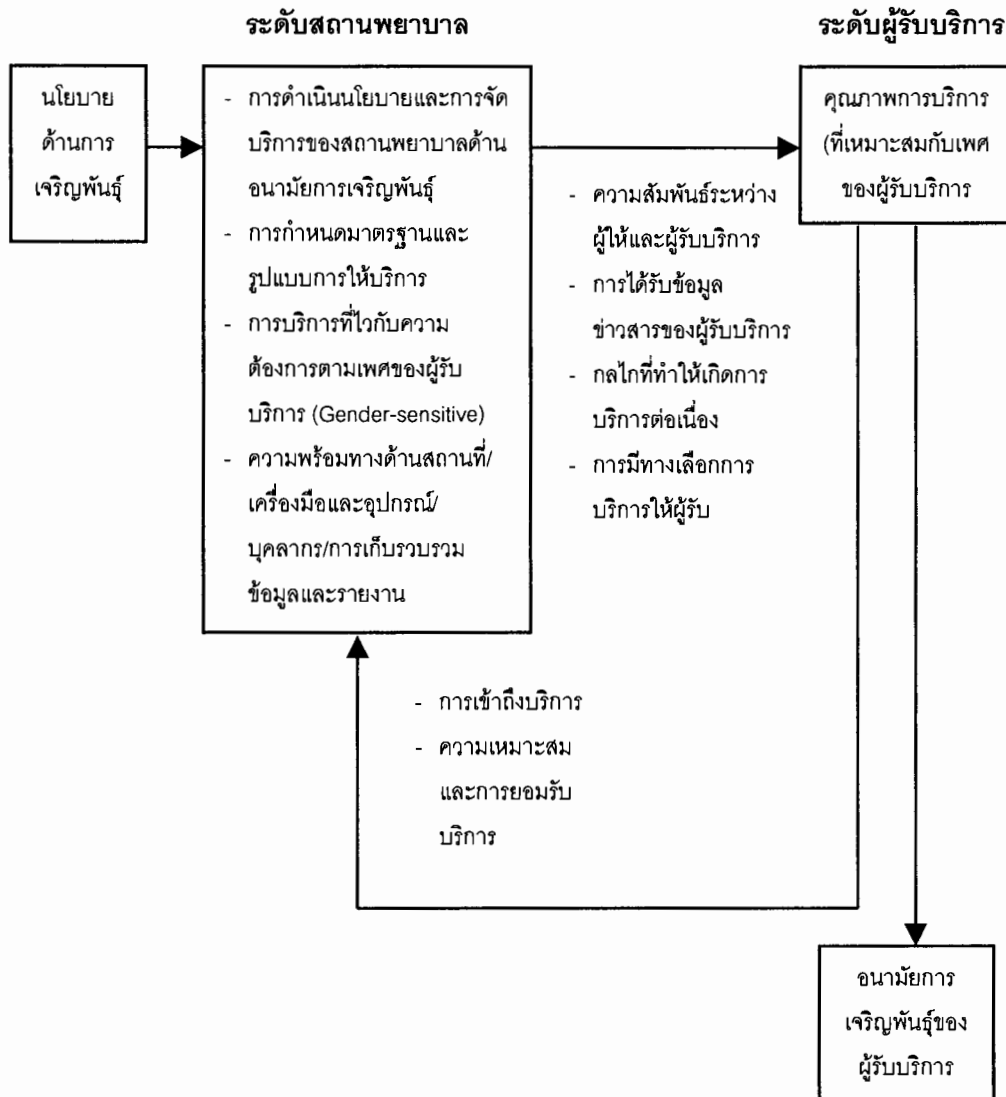 ระดับสถานพยาบาล
ระดับผู้รับบริการ
นโยบาย
ด้านการ
เจริญพันธุ์
- การดำเนินนโยบายและการจัด
บริการของสถานพยาบาลด้าน
อนามัยการเจริญพันธุ์
- การกำหนดมาตรฐานและ
รูปแบบการให้บริการ
- การบริการที่ไวกับความ
ต้องการตามเพศของผู้รับ
บริการ (Gender-sensitive)
- ความพร้อมทางด้านสถานที่/
เครื่องมือและอุปกรณ์/
บุคลากร/การเก็บรวบรวม
ข้อมูลและรายงาน
- ความสัมพันธ์ระหว่าง
ผู้ให้และผู้รับบริการ
- การได้รับข้อมูล
ข่าวสารของผู้รับบริการ
- กลไกที่ทำให้เกิดการ
บริการต่อเนื่อง
- การมีทางเลือกการ
บริการให้ผู้รับ
คุณภาพการบริการ
(ที่เหมาะสมกับเพศ
ของผู้รับบริการ
- การเข้าถึงบริการ
- ความเหมาะสม
และการยอมรับ
บริการ
อนามัยการ
เจริญพันธุ์ของ
ผู้รับบริการ